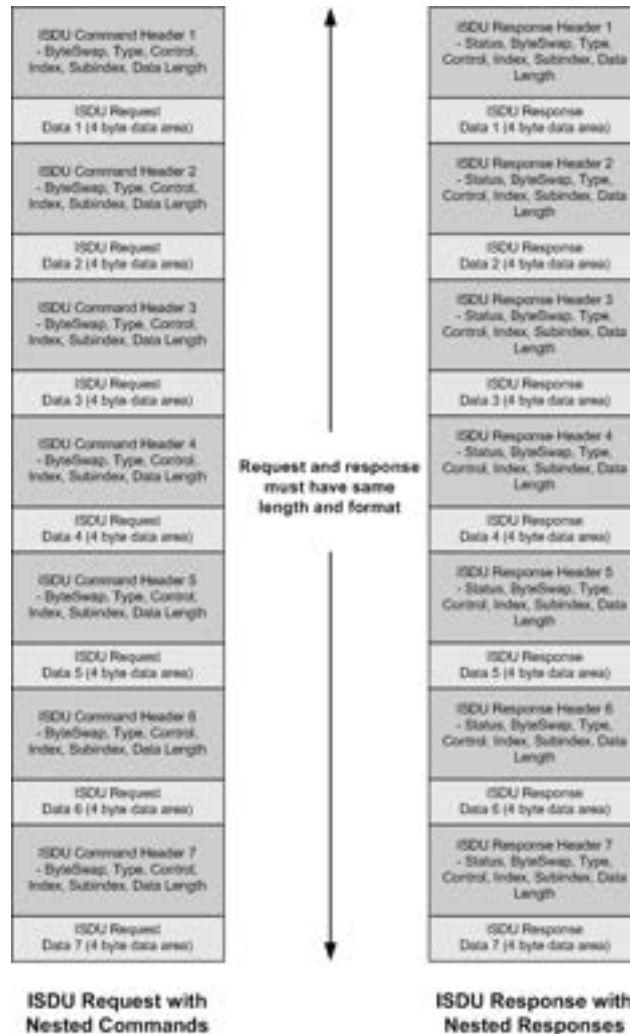 ISDU Command Header 1
- ByteSwap, Type, Control,
Index, Subindex, Data Length
ISDU Request
Data 1 (4 byte data area)
ISDU Command Header 2
- ByteSwap, Type, Control,
Index, Subindex, Data Length
ISDU Request
Data 2 (4 byte data area)
ISDU Command Header 3
- ByteSwap, Type, Control,
Index, Subindex, Data Length
ISDU Request
Data 3 (4 byte data area)
ISDU Command Header 4
- ByteSwap, Type, Control,
Index, Subindex, Data Length
ISDU Request
Data 4 (4 byte data area)
ISDU Command Header 5
- ByteSwap, Type, Control,
Index, Subindex, Data Length
ISDU Request
Data 5 (4 byte data area)
ISDU Command Header 6
- ByteSwap, Type, Control,
Index, Subindex, Data Length
ISDU Request
Data 6 (4 byte data area)
ISDU Command Header 7
- ByteSwap, Type, Control,
Index, Subindex, Data Length
ISDU Request
Data 7 (4 byte data area)
ISDU Request with
Nested Commands
Request and response
must have same
length and format
ISDU Response Header 1
- Status, ByteSwap, Type,
Control, Index, Subindex, Data
Length
ISDU Response
Data 1 (4 byte data area)
ISDU Response Header 2
- Status, ByteSwap, Type,
Control, Index, Subindex, Data
Length
ISDU Response
Data 2 (4 byte data area)
ISDU Response Header 3
- Status, ByteSwap, Type,
Control, Index, Subindex, Data
Length
ISDU Response
Data 3 (4 byte data area)
ISDU Response Header 4
- Status, ByteSwap, Type,
Control, Index, Subindex, Data
Length
ISDU Response
Data 4 (4 byte data area)
ISDU Response Header 5
- Status, ByteSwap, Type,
Control, Index, Subindex, Data
Length
ISDU Response
Data 5 (4 byte data area)
ISDU Response Header 6
- Status, ByteSwap, Type,
Control, Index, Subindex, Data
Length
ISDU Response
Data 6 (4 byte data area)
ISDU Response Header 7
- Status, ByteSwap, Type,
Control, Index, Subindex, Data
Length
ISDU Response
Data 7 (4 byte data area)
ISDU Response with
Nested Responses